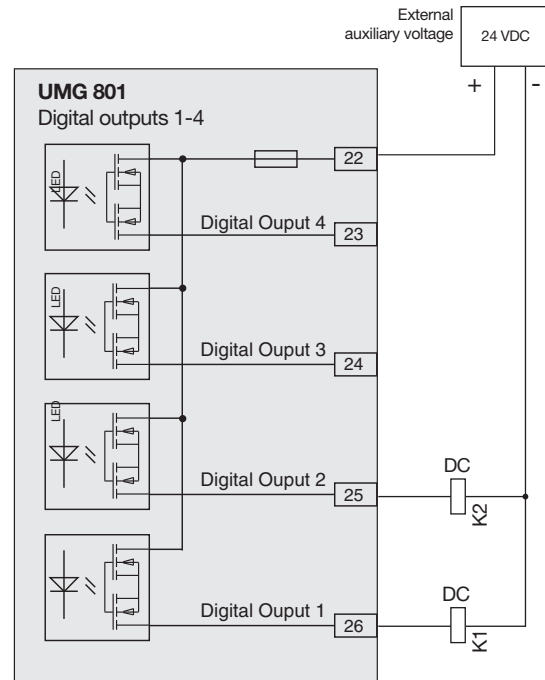 External
auxiliary voltage
24 VDC
+ -
UMG 801
Digital outputs 1-4
LED
22
Digital Ouput 4
23
LED
Digital Ouput 3
24
LED
Digital Ouput 2
25
DC
K2
Digital Ouput 1
26
DC
K1